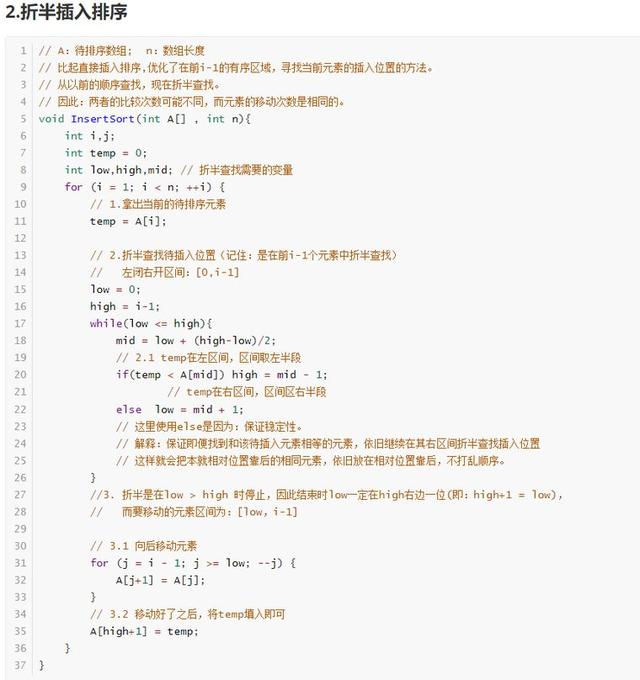 2.折半插入排序
1 // A：待排序数组;  n：数组长度
2 // 比起直接插入排序,优化了在前i-1的有序区域，寻找当前元素的插入位置的方法。
3 // 从以前的顺序查找，现在折半查找。
4 // 因此：两者的比较次数可能不同，而元素的移动次数是相同的。
5 void InsertSort(int A[] , int n){
6     int i,j;
7     int temp = 0;
8     int low,high,mid; // 折半查找需要的变量
9     for (i = 1; i < n; ++i) {
10         // 1.拿出当前的待排序元素
11         temp = A[i];
12
13         // 2.折半查找待插入位置（记住：是在前i-1个元素中折半查找）
14         //   左闭右开区间：[0,i-1]
15         low = 0;
16         high = i-1;
17         while(low <= high){
18             mid = low + (high-low)/2;
19             // 2.1 temp在左区间，区间取左半段
20             if(temp < A[mid]) high = mid - 1;
21                     // temp在右区间，区间区右半段
22             else  low = mid + 1;
23             // 这里使用else是因为：保证稳定性。
24             // 解释：保证即便找到和该待插入元素相等的元素，依旧继续在其右区间折半查找插入位置
25             // 这样就会把本就相对位置靠后的相同元素，依旧放在相对位置靠后，不打乱顺序。
26         }
27         //3. 折半是在low > high 时停止，因此结束时low一定在high右边一位(即：high+1 = low)，
28         //   而要移动的元素区间为：[low，i-1]
29
30         // 3.1 向后移动元素
31         for (j = i - 1; j >= low; --j) {
32             A[j+1] = A[j];
33         }
34         // 3.2 移动好了之后，将temp填入即可
35         A[high+1] = temp;
36     }
37 }